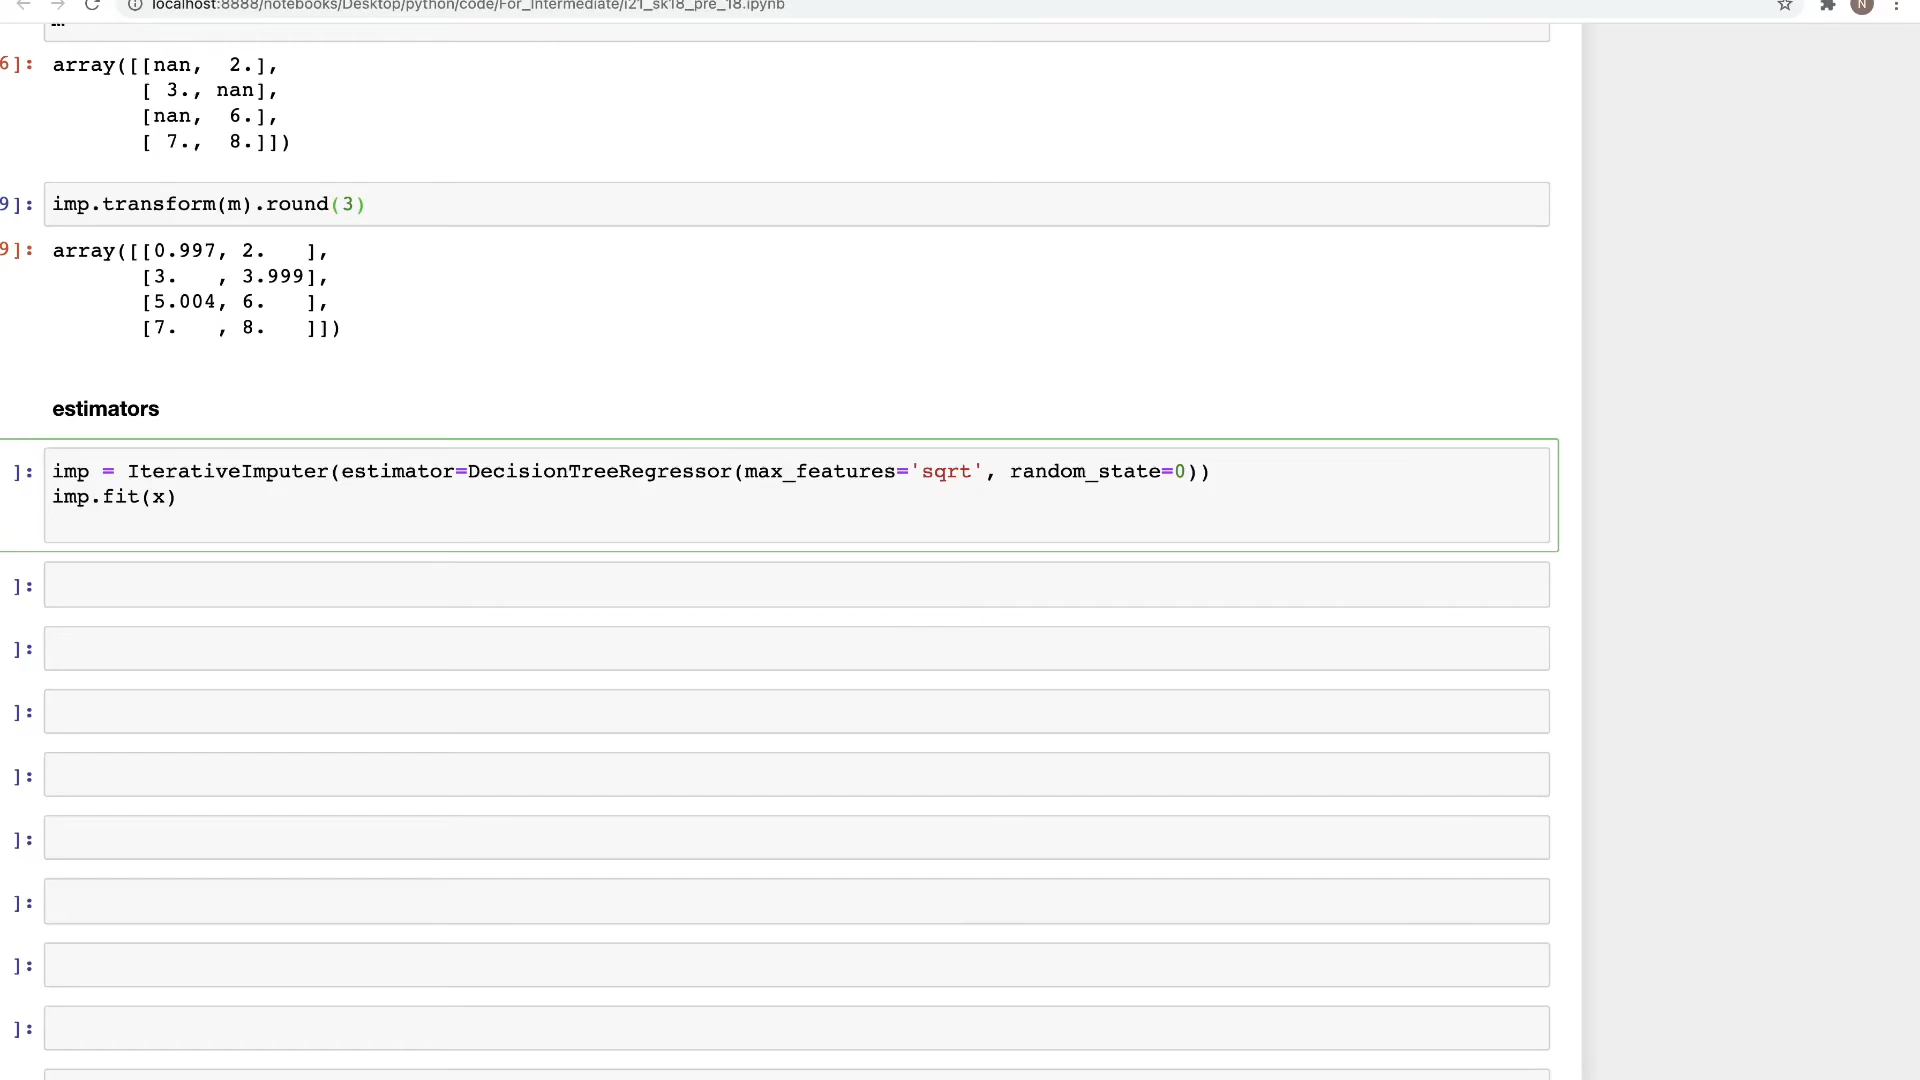 localhost:8888/notebooks/Desktop/python/code/For_Intermediate/i21_sk18_pre_18.ipynb
N
6]: array([[nan,  2.],
[ 3., nan],
[nan,  6.],
[ 7.,  8.]])
9]: imp.transform(m).round(3)
9]: array([[0.997, 2.   ],
[3.   , 3.999],
[5.004, 6.   ],
[7.   , 8.   ]])
estimators
]: imp = IterativeImputer(estimator=DecisionTreeRegressor(max_features='sqrt', random_state=0))
imp.fit(x)
]:
]:
]:
]:
]:
]:
]:
]: